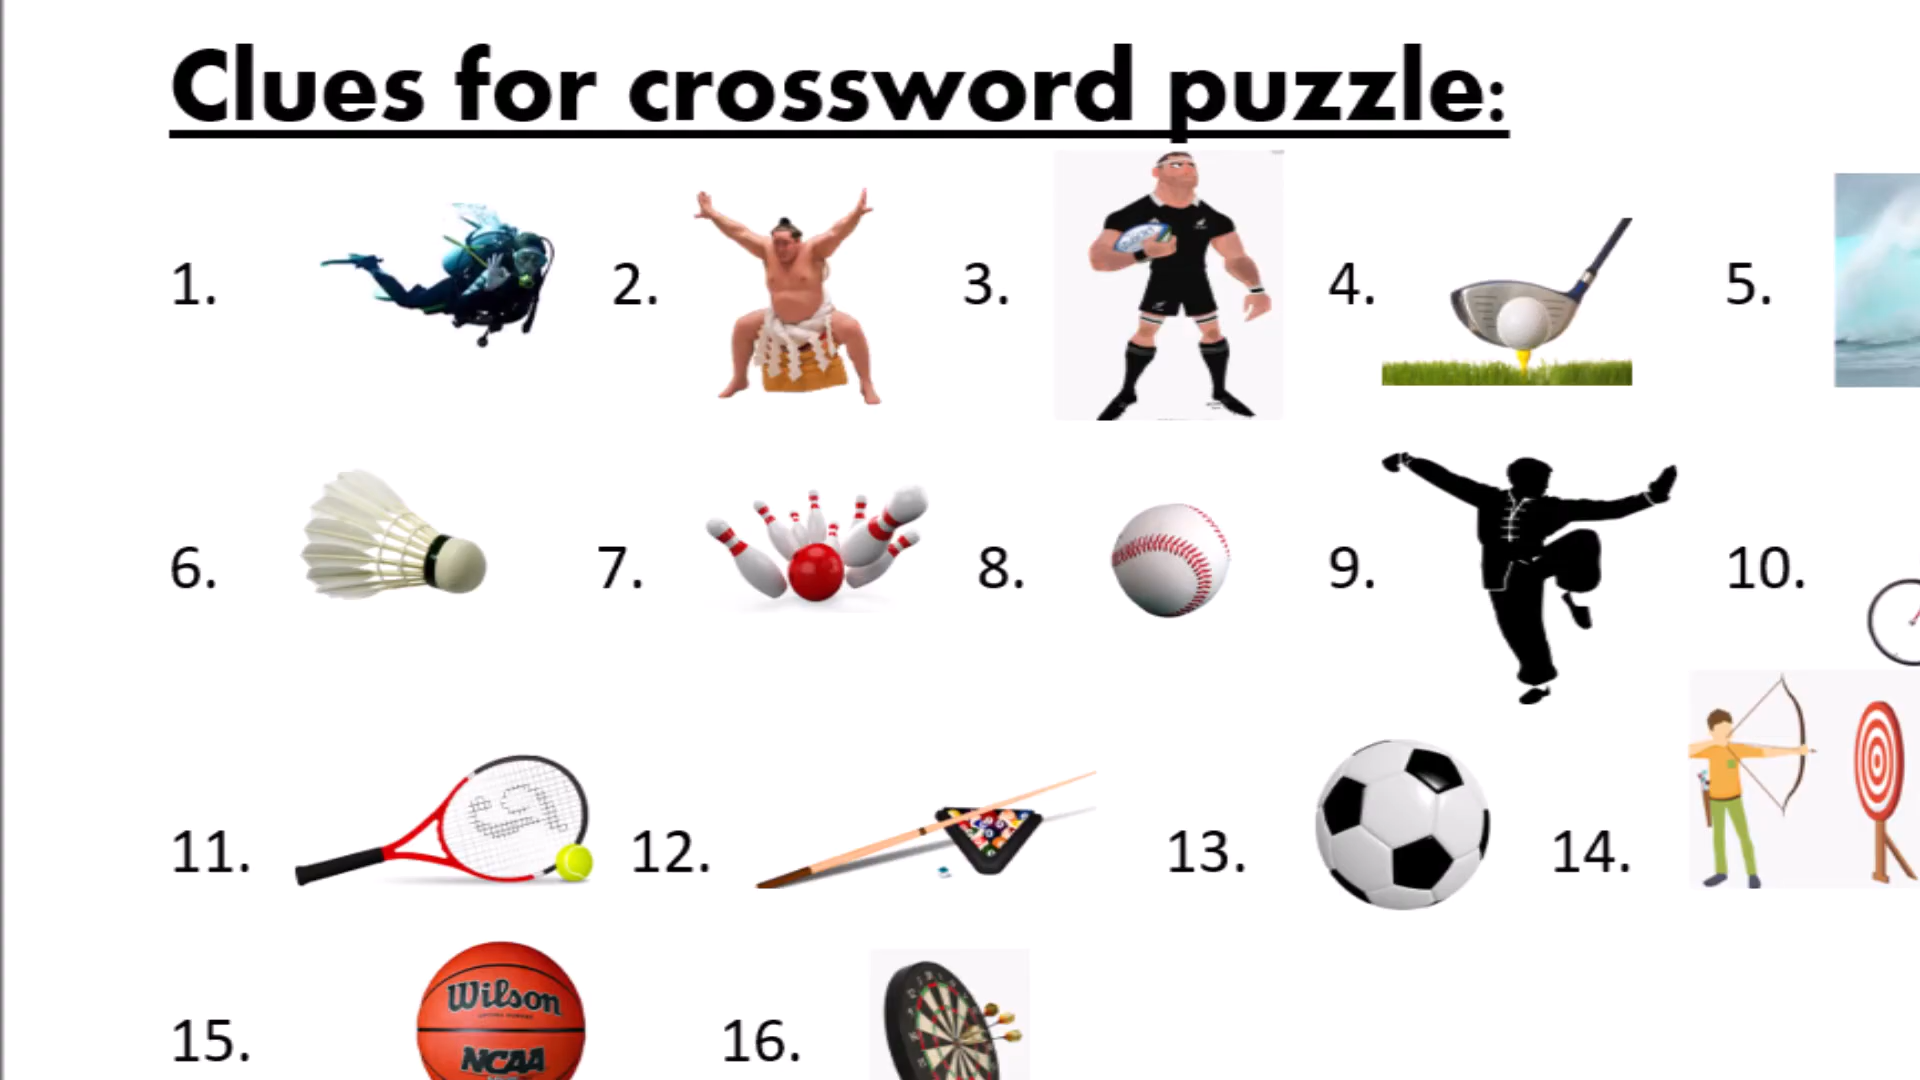 Clues for crossword puzzle:
1. 2. 3. 4. 5.
6. 7. 8. 9. 10.
11. 12. 13. 14.
Wilson
15. 16.
NCAA